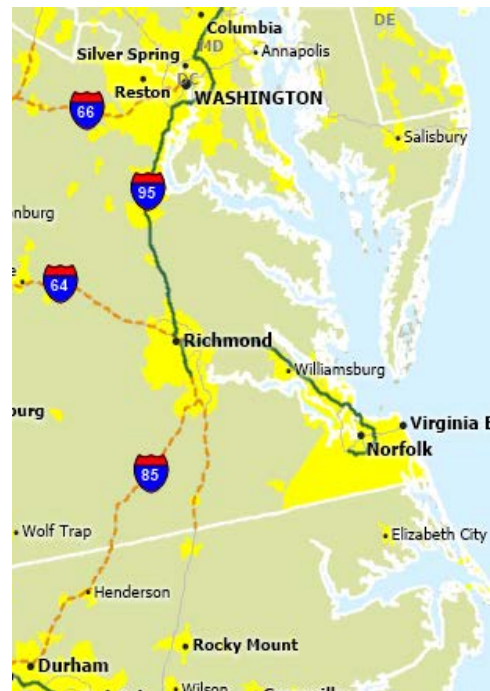 Columbia
DE
MD
Silver Spring
Annapolis
DC
Reston
WASHINGTON
66
Salisbury
95
nburg
e
64
Richmond
Williamsburg
burg
Virginia B
Norfolk
85
Wolf Trap
Elizabeth City
Henderson
Rocky Mount
Durham
Wilson